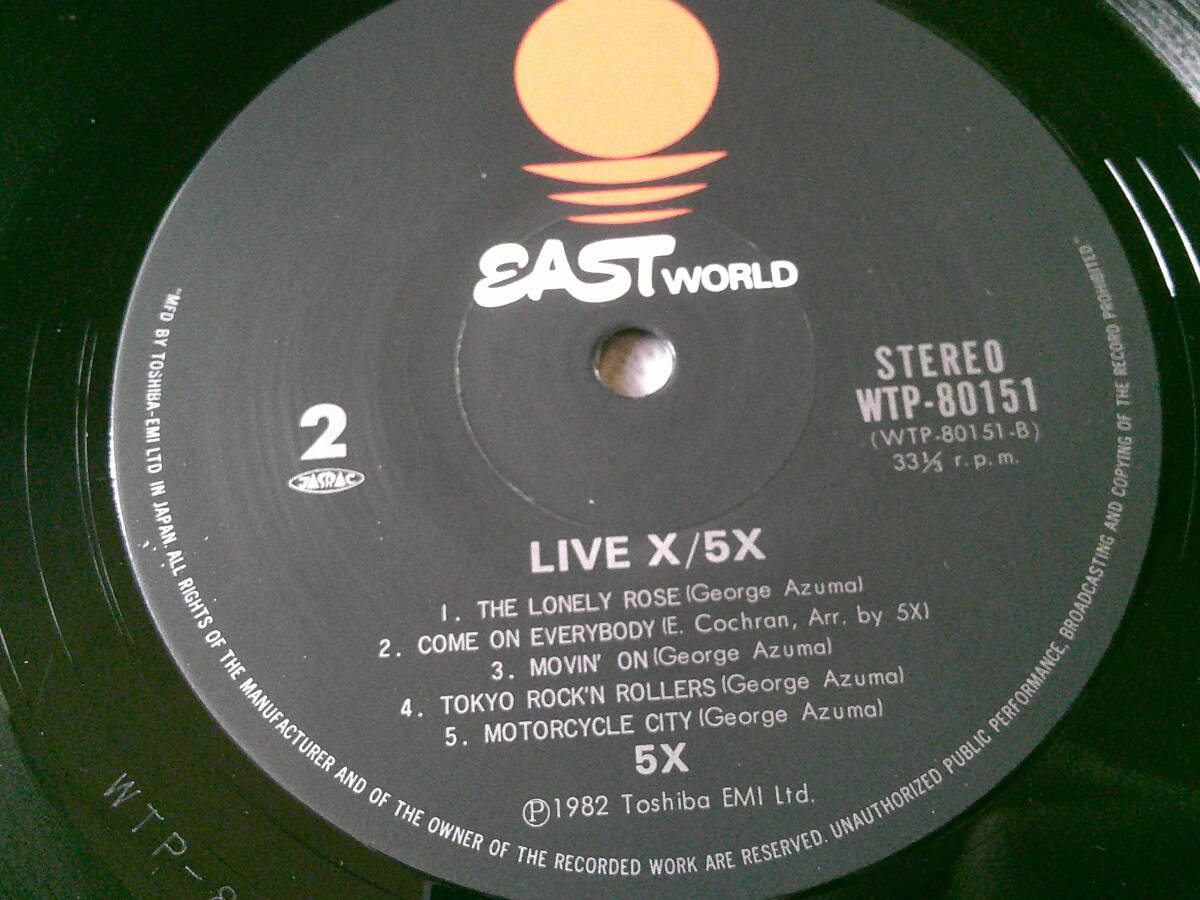 EAST WORLD
STEREO
WTP-80151
(WTP-80151-B)
33⅓ r.p.m.
2
JASRAC
LIVE X/5X
1. THE LONELY ROSE (George Azuma)
2. COME ON EVERYBODY (E. Cochran, Arr. by 5X)
3. MOVIN' ON (George Azuma)
4. TOKYO ROCK'N ROLLERS (George Azuma)
5. MOTORCYCLE CITY (George Azuma)
5X
Ⓟ1982 Toshiba EMI Ltd.
"MFD BY TOSHIBA-EMI LTD IN JAPAN. ALL RIGHTS OF THE MANUFACTURER AND OF THE OWNER OF THE RECORDED WORK ARE RESERVED. UNAUTHORIZED PUBLIC PERFORMANCE, BROADCASTING AND COPYING OF THE RECORD PROHIBITED"
WTP-8